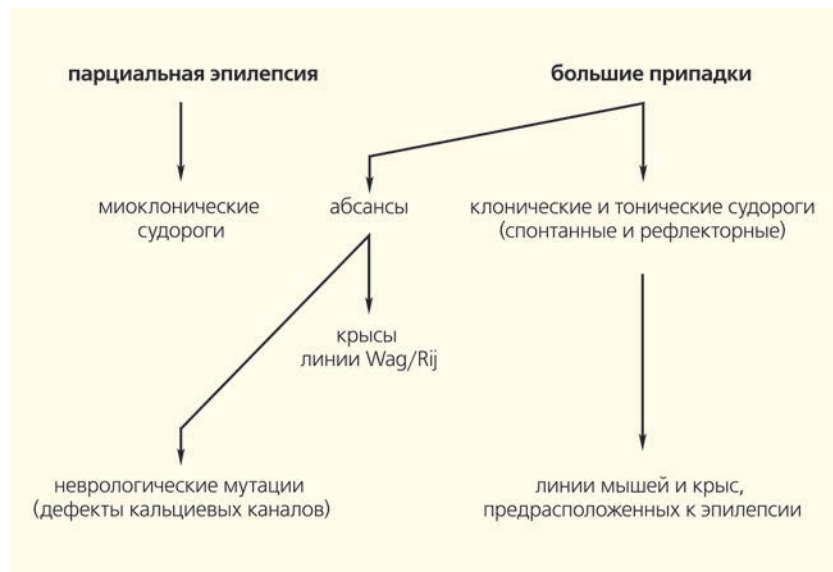 парциальная эпилепсия
большие припадки
миоклонические
судороги
абсансы
клонические и тонические судороги
(спонтанные и рефлекторные)
крысы
линии Wag/Rij
неврологические мутации
(дефекты кальциевых каналов)
линии мышей и крыс,
предрасположенных к эпилепсии